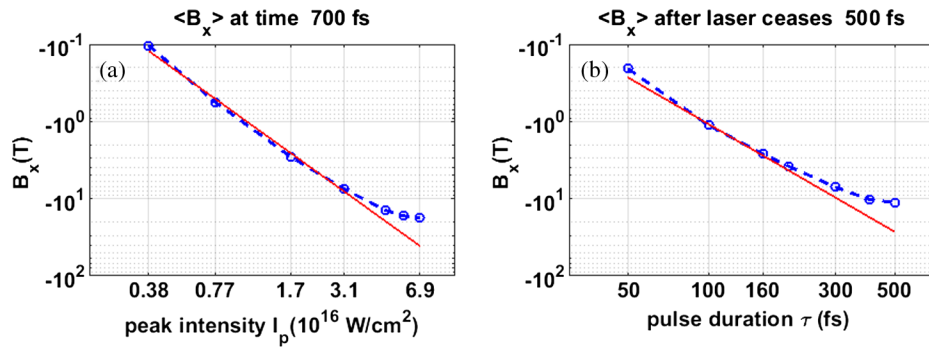 <B_x> at time 700 fs
(a)
B_x(T)
-10^-1
-10^0
-10^1
-10^2
0.38 0.77 1.7 3.1 6.9
peak intensity I_p(10^16 W/cm^2)
<B_x> after laser ceases 500 fs
(b)
B_x(T)
-10^-1
-10^0
-10^1
-10^2
50 100 160 300 500
pulse duration τ (fs)